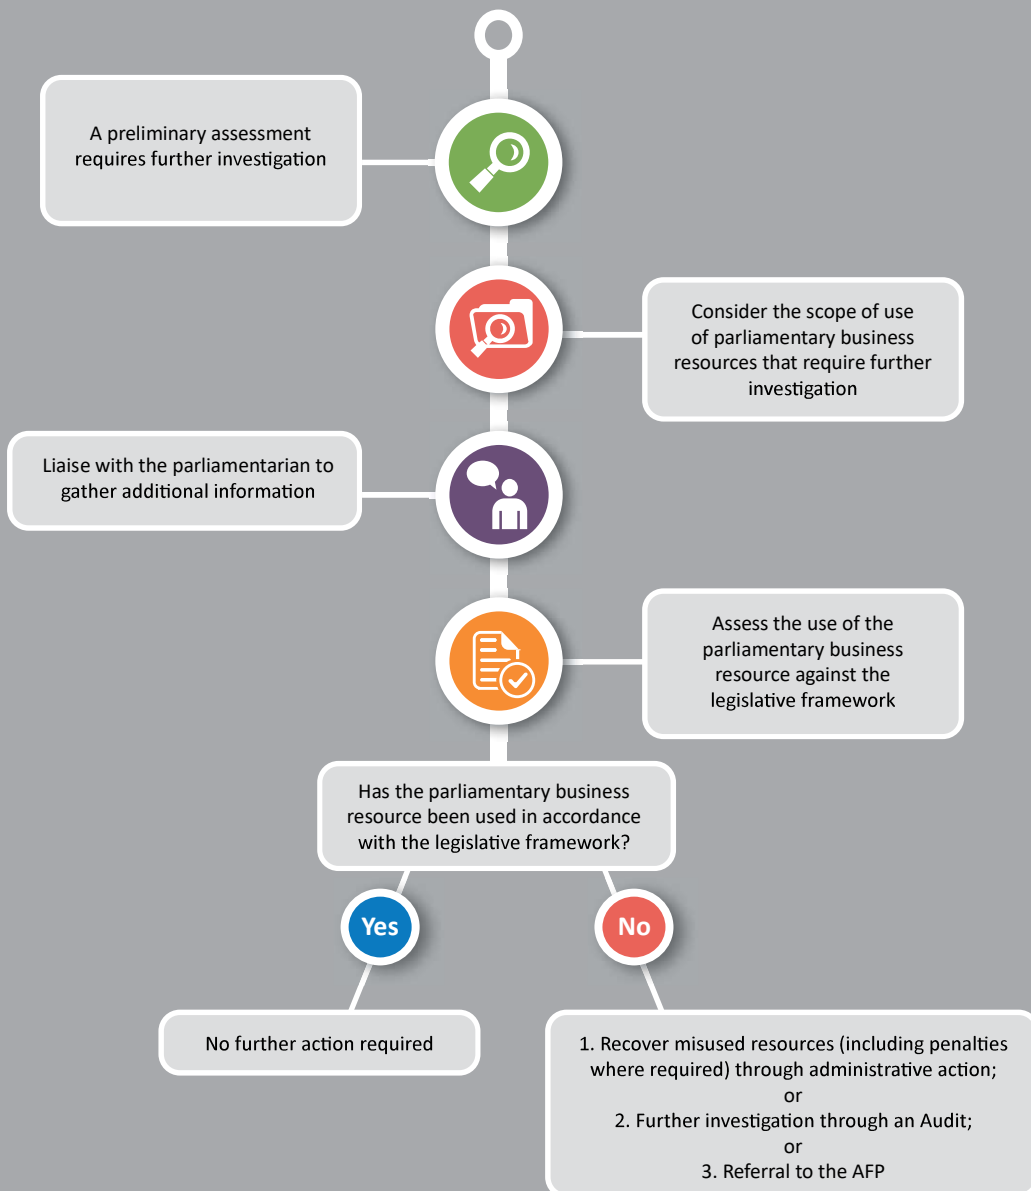 A preliminary assessment
requires further investigation
Consider the scope of use
of parliamentary business
resources that require further
investigation
Liaise with the parliamentarian to
gather additional information
Assess the use of the
parliamentary business
resource against the
legislative framework
Has the parliamentary business
resource been used in accordance
with the legislative framework?
Yes
No
No further action required
1. Recover misused resources (including penalties
where required) through administrative action;
or
2. Further investigation through an Audit;
or
3. Referral to the AFP